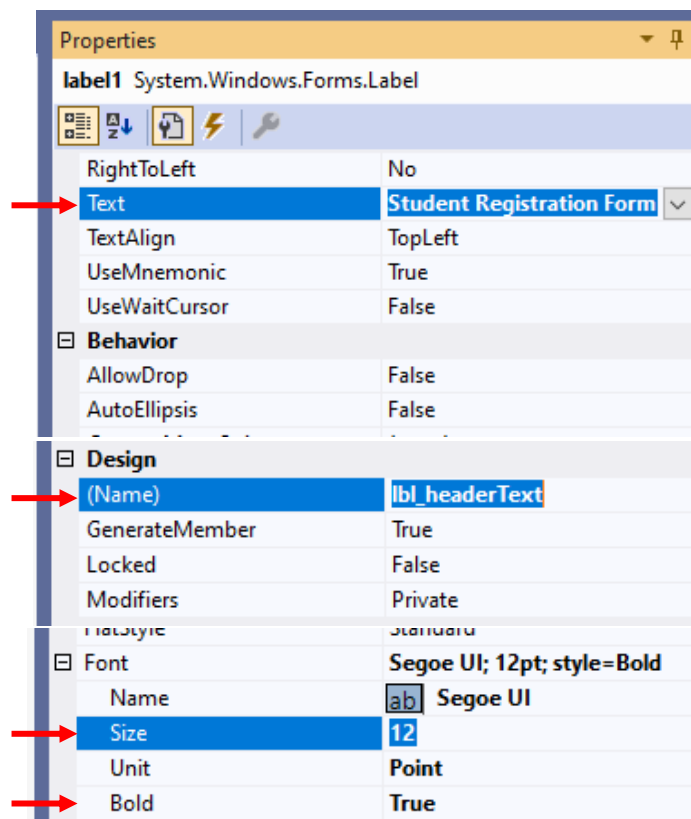 Properties
label1 System.Windows.Forms.Label
RightToLeft No
Text Student Registration Form
TextAlign TopLeft
UseMnemonic True
UseWaitCursor False
Behavior
AllowDrop False
AutoEllipsis False
Design
(Name) lbl_headerText
GenerateMember True
Locked False
Modifiers Private
FlatStyle Standard
Font Segoe UI; 12pt; style=Bold
Name ab Segoe UI
Size 12
Unit Point
Bold True